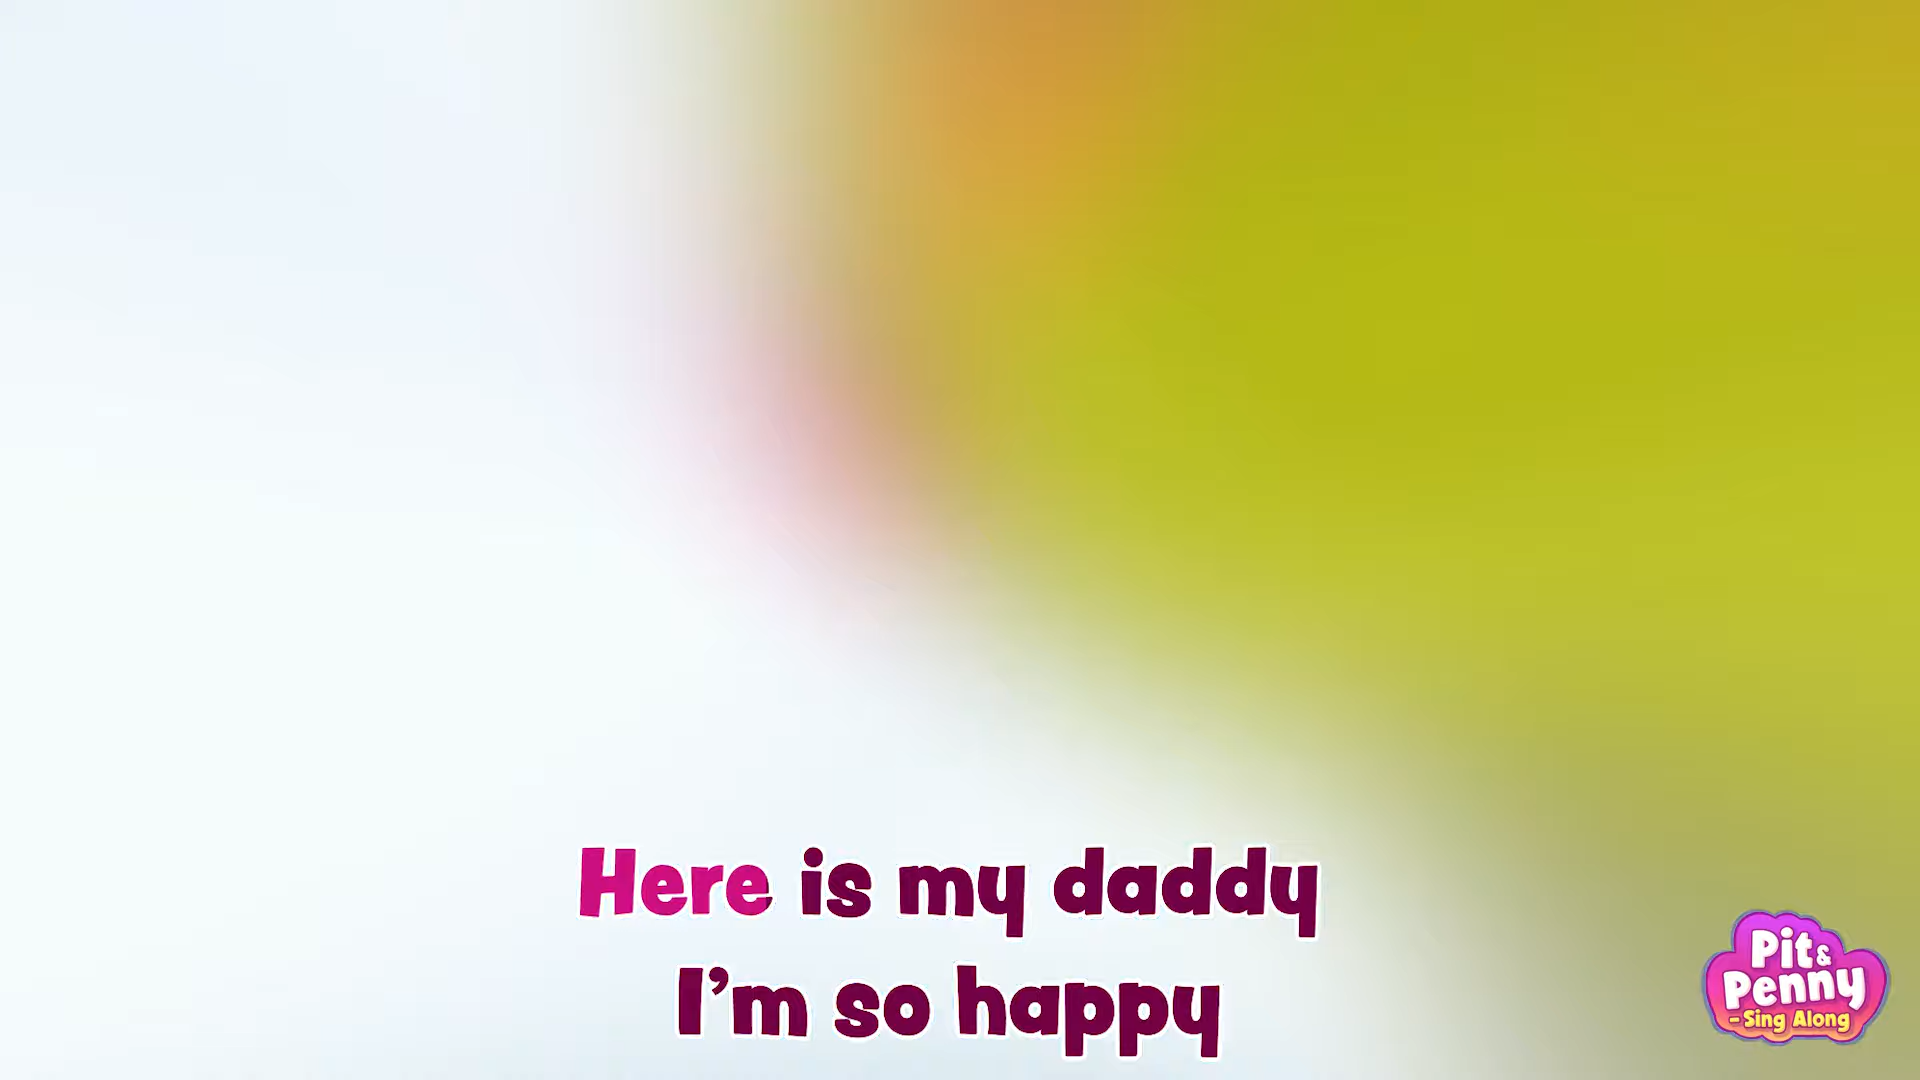 Here is my daddy
I'm so happy
Pit &
Penny
- Sing Along